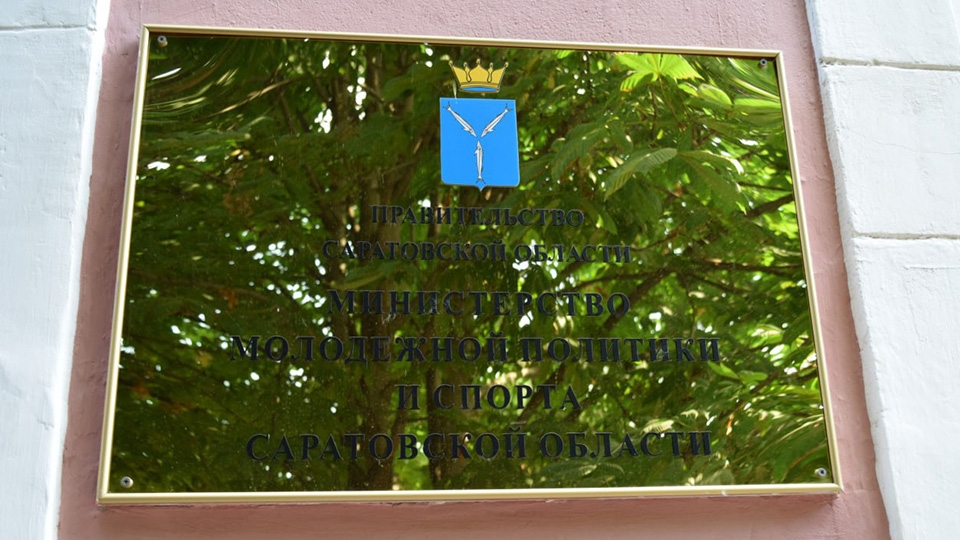 ПРАВИТЕЛЬСТВО
САРАТОВСКОЙ ОБЛАСТИ
МИНИСТЕРСТВО
МОЛОДЕЖНОЙ ПОЛИТИКИ
И СПОРТА
САРАТОВСКОЙ ОБЛАСТИ